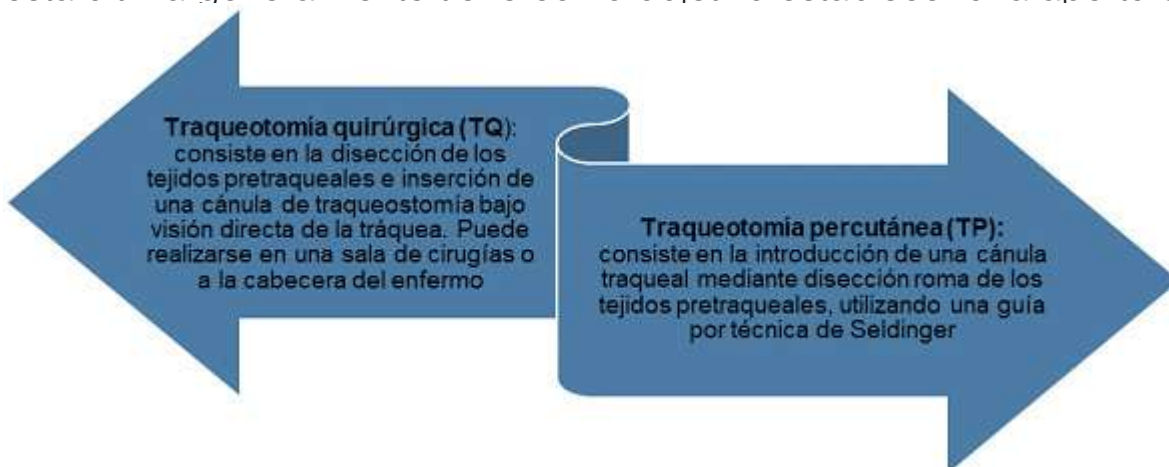 Traqueotomía quirúrgica (TQ):
consiste en la disección de los
tejidos pretraqueales e inserción de
una cánula de traqueostomía bajo
visión directa de la tráquea. Puede
realizarse en una sala de cirugías o
a la cabecera del enfermo
Traqueotomía percutánea (TP):
consiste en la introducción de una cánula
traqueal mediante disección roma de los
tejidos pretraqueales, utilizando una guía
por técnica de Seldinger